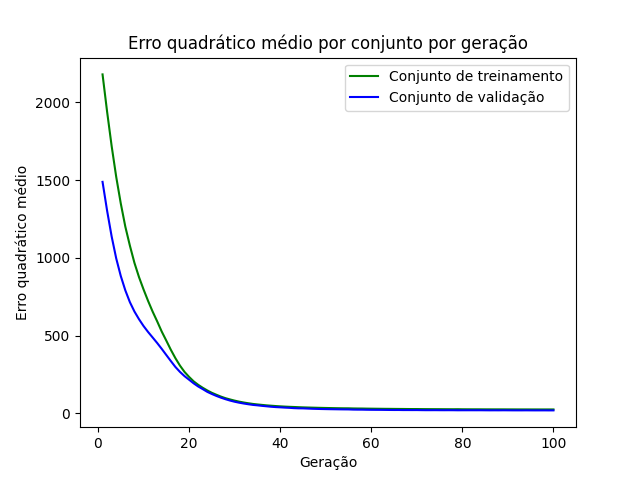 Erro quadrático médio por conjunto por geração
Conjunto de treinamento
Conjunto de validação
Erro quadrático médio
2000
1500
1000
500
0
0 20 40 60 80 100
Geração